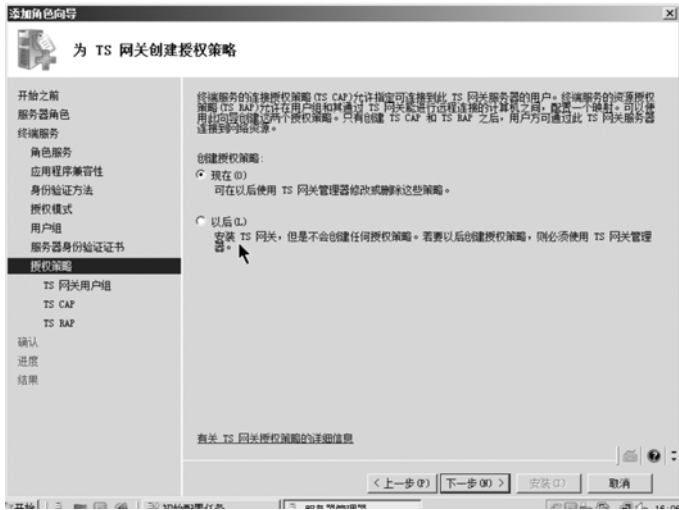 添加角色向导
为 TS 网关创建授权策略
开始之前
服务器角色
终端服务
角色服务
应用程序兼容性
身份验证方法
授权模式
用户组
服务器身份验证证书
授权策略
TS 网关用户组
TS CAP
TS RAP
确认
进度
结果
终端服务的连接授权策略(TS CAP)允许指定可连接到此 TS 网关服务器的用户。终端服务的资源授权
策略(TS RAP)允许在用户组和其通过 TS 网关能进行远程连接的计算机之间，配置一个映射。可以使
用此向导创建这两个授权策略。只有创建 TS CAP 和 TS RAP 之后，用户方可通过此 TS 网关服务器
连接到网络资源。
创建授权策略:
现在(O)
可在以后使用 TS 网关管理器修改或删除这些策略。
以后(L)
安装 TS 网关，但是不会创建任何授权策略。若要以后创建授权策略，则必须使用 TS 网关管理
器。
有关 TS 网关授权策略的详细信息
< 上一步(P) 下一步(N) > 安装(I) 取消
开始 服务器管理器